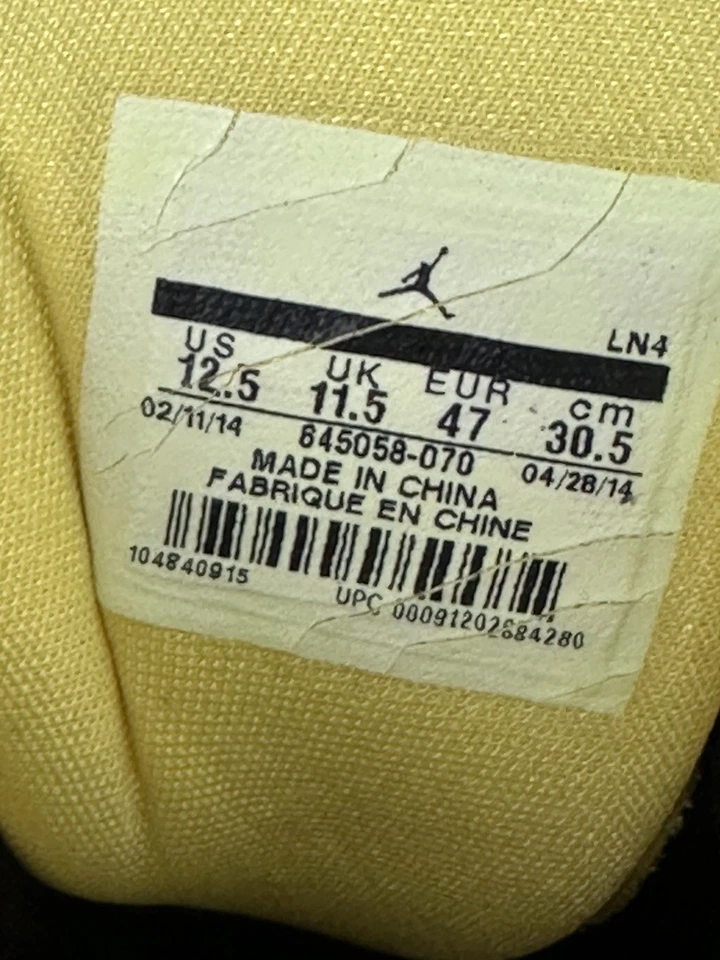 LN4
US UK EUR cm
12.5 11.5 47 30.5
02/11/14 645058-070 04/28/14
MADE IN CHINA
FABRIQUE EN CHINE
104840915
UPC 00091202684280